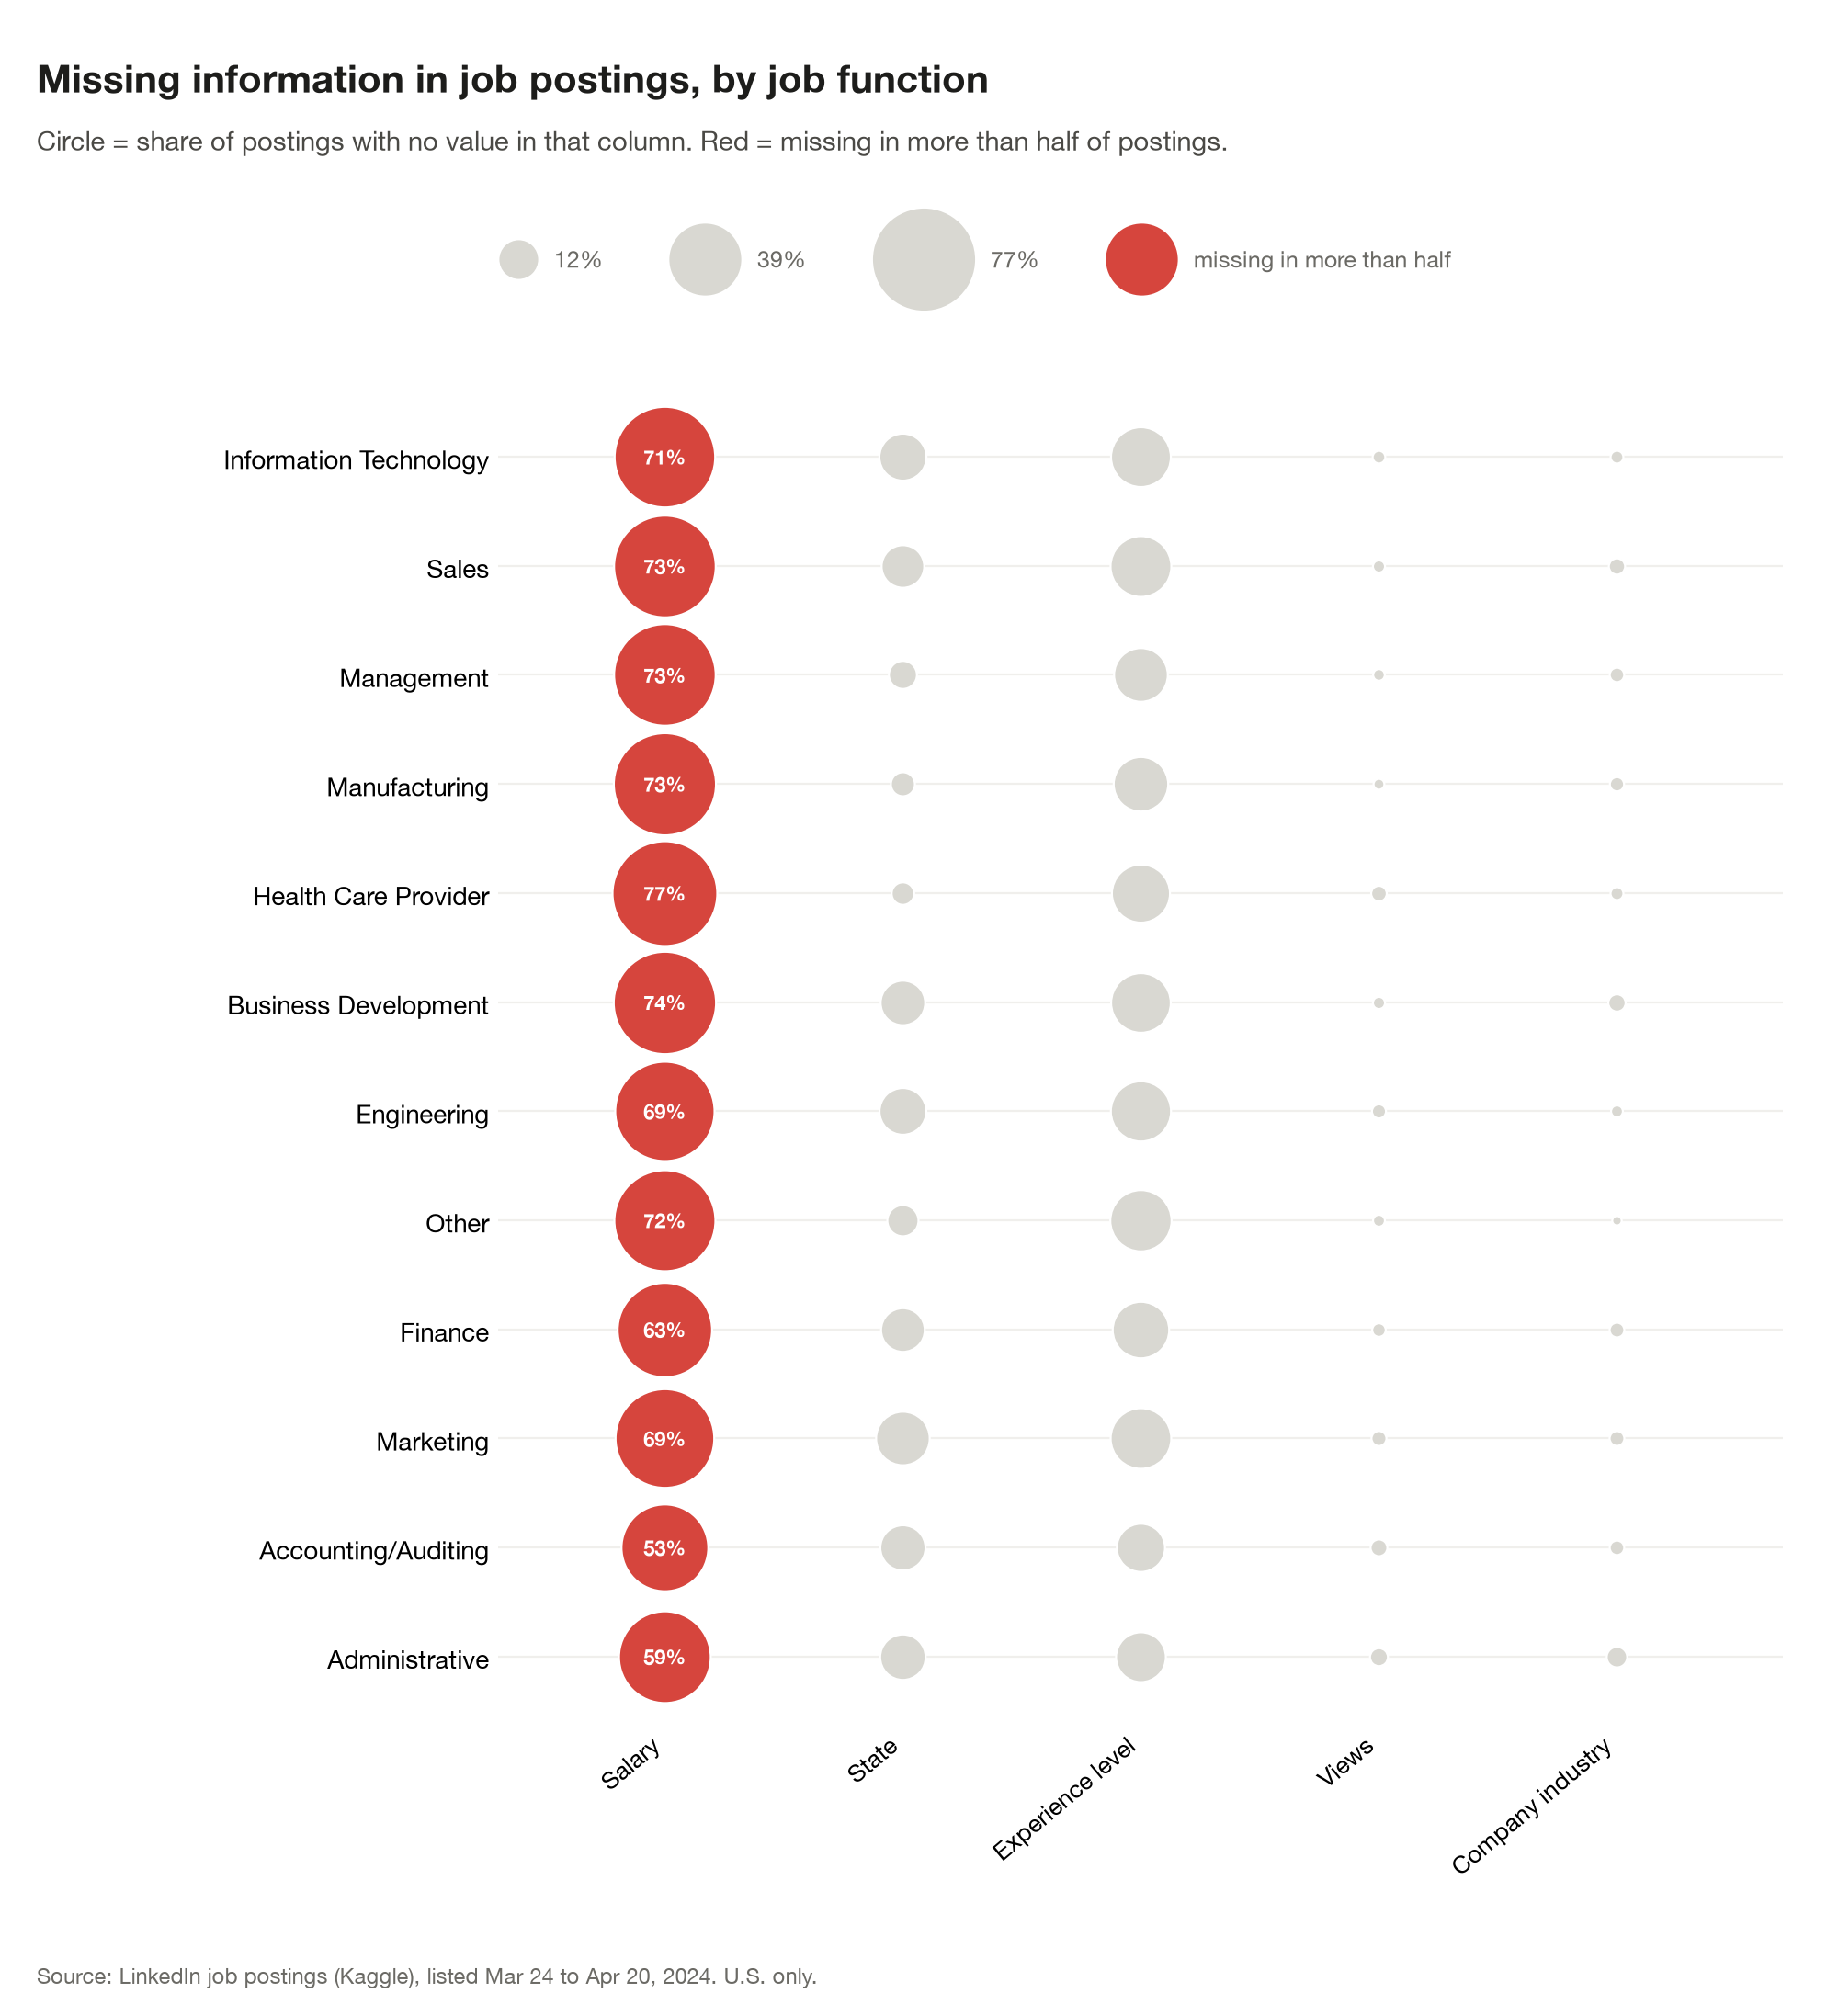 Missing information in job postings, by job function
Circle = share of postings with no value in that column. Red = missing in more than half of postings.
12% 39% 77% missing in more than half
Information Technology 71%
Sales 73%
Management 73%
Manufacturing 73%
Health Care Provider 77%
Business Development 74%
Engineering 69%
Other 72%
Finance 63%
Marketing 69%
Accounting/Auditing 53%
Administrative 59%
Salary State Experience level Views Company industry
Source: LinkedIn job postings (Kaggle), listed Mar 24 to Apr 20, 2024. U.S. only.